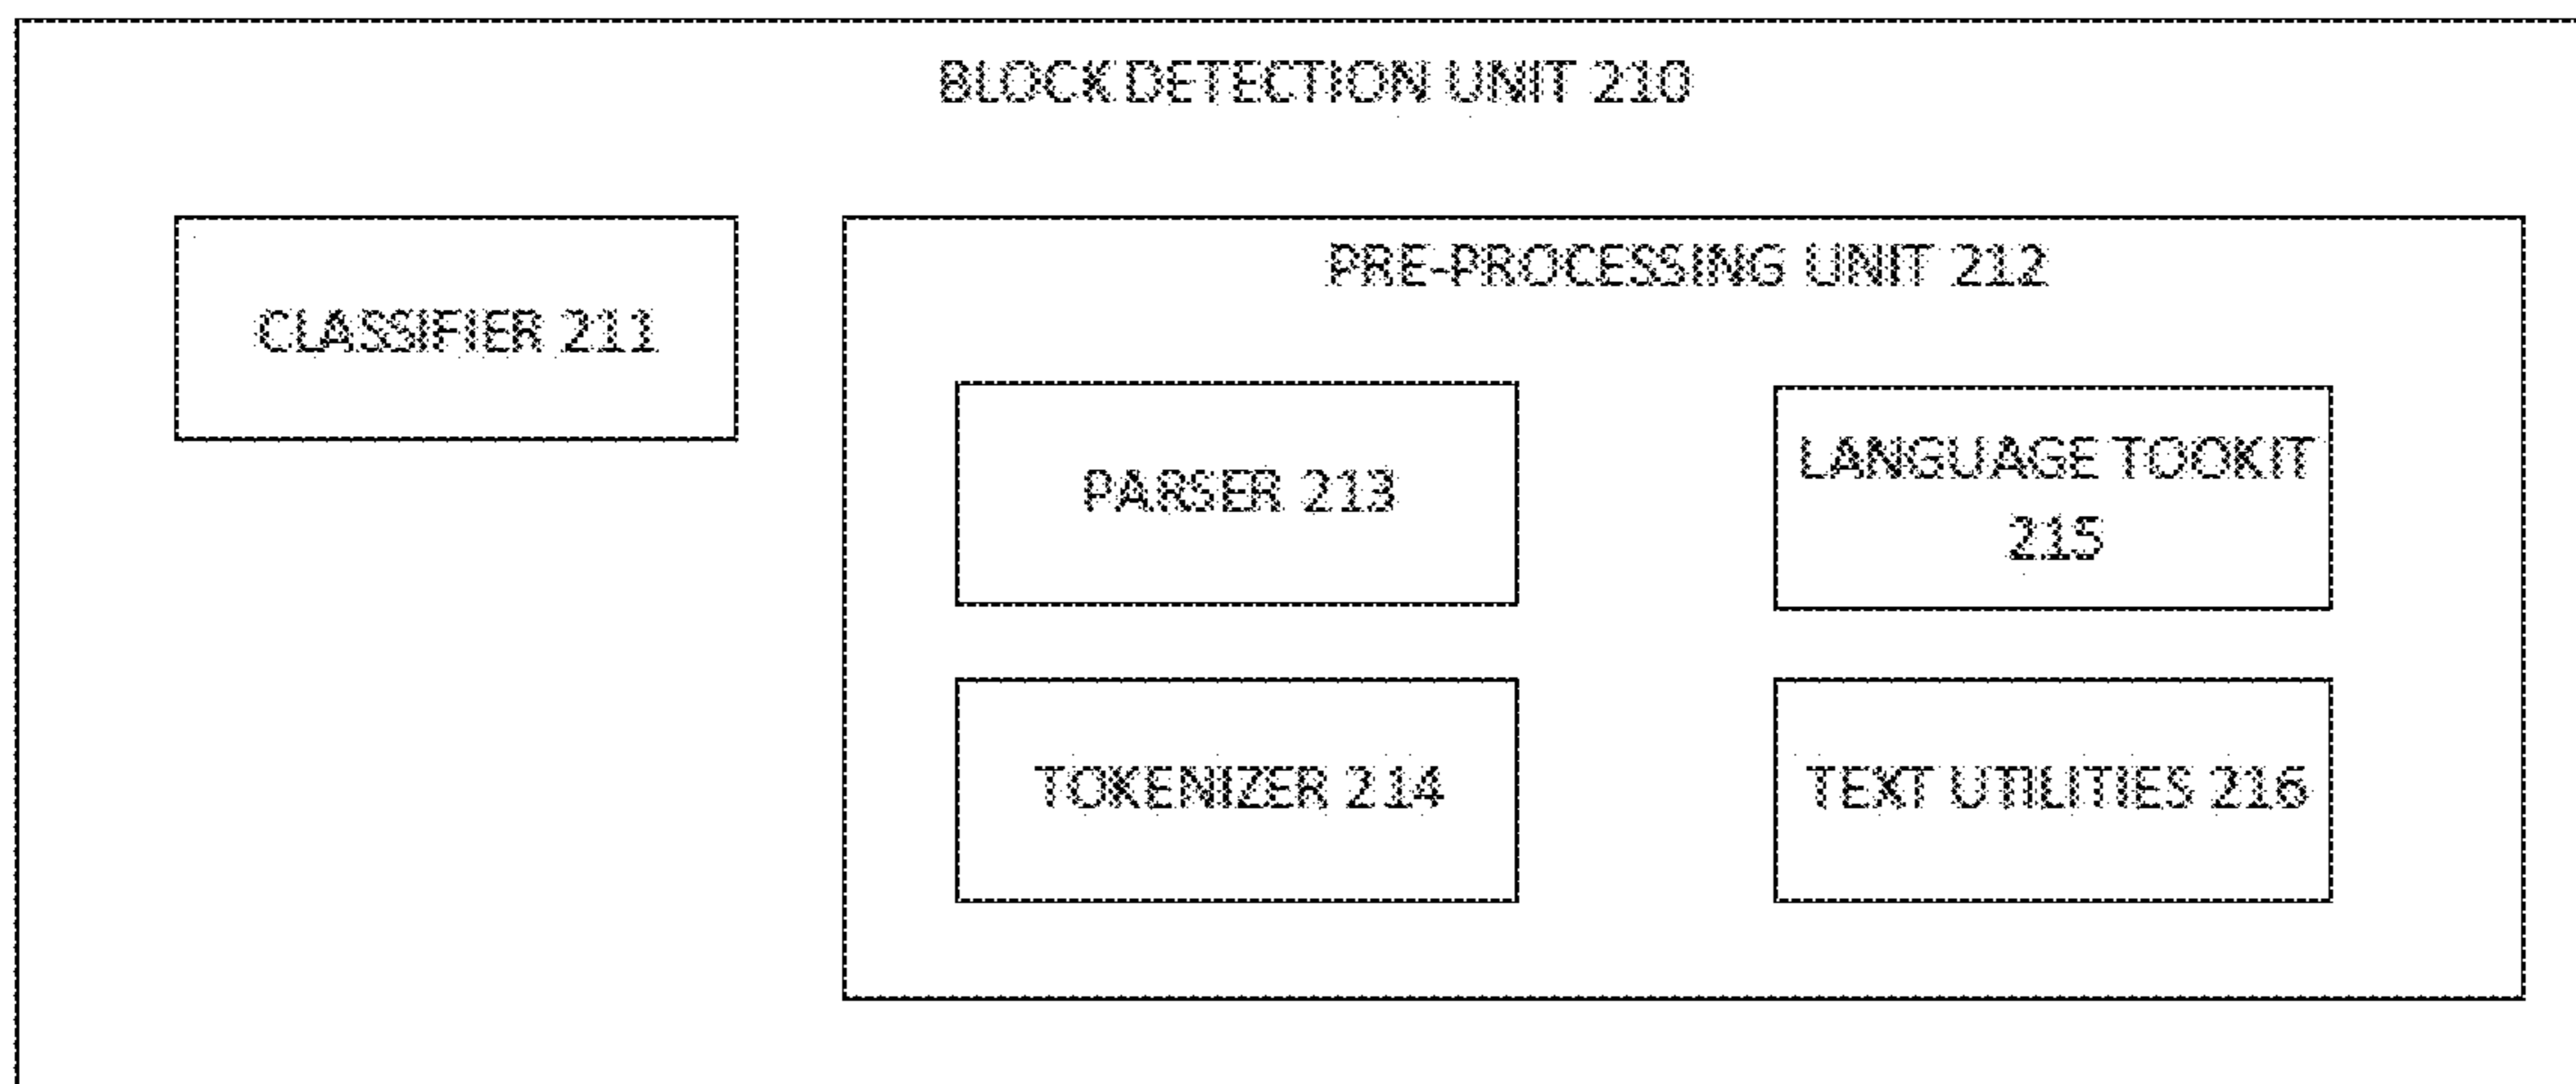 BLOCK DETECTION UNIT 210
CLASSIFIER 211
PRE-PROCESSING UNIT 212
PARSER 213
LANGUAGE TOOKIT
215
TOKENIZER 214
TEXT UTILITIES 216